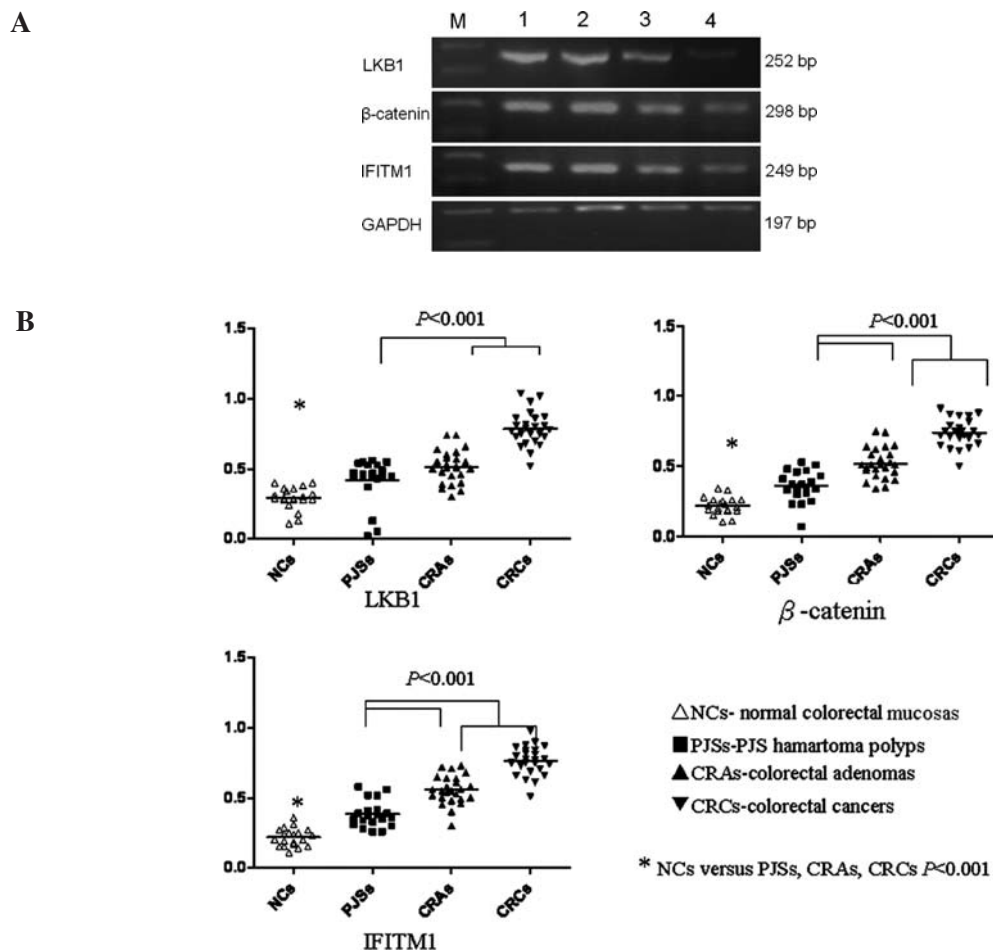 A
M 1 2 3 4
LKB1 252 bp
β-catenin 298 bp
IFITM1 249 bp
GAPDH 197 bp
B
P<0.001
1.5
1.0
0.5
0.0
*
NCs PJSs CRAs CRCs
LKB1
P<0.001
1.5
1.0
0.5
0.0
*
NCs PJSs CRAs CRCs
β-catenin
P<0.001
1.5
1.0
0.5
0.0
*
NCs PJSs CRAs CRCs
IFITM1
△NCs- normal colorectal mucosas
■PJSs-PJS hamartoma polyps
▲CRAs-colorectal adenomas
▼CRCs-colorectal cancers
* NCs versus PJSs, CRAs, CRCs P<0.001